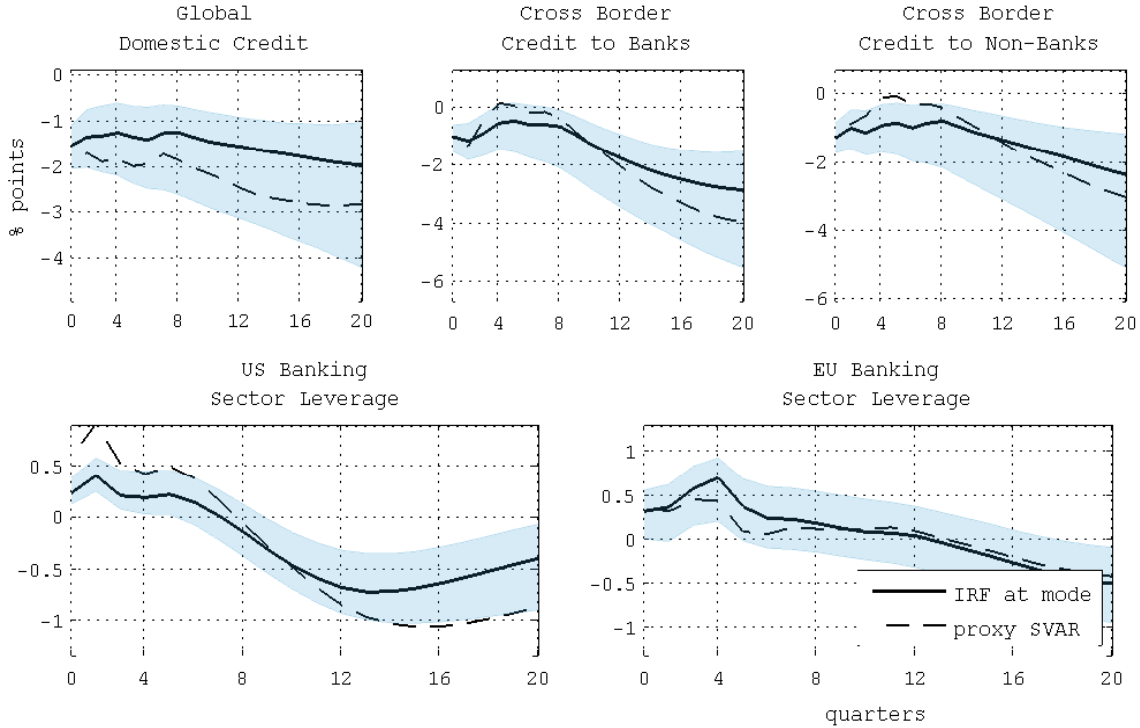 Global
Domestic Credit
Cross Border
Credit to Banks
Cross Border
Credit to Non-Banks
% points
0
-1
-2
-3
-4
0 4 8 12 16 20
0
-2
-4
-6
0 4 8 12 16 20
0
-2
-4
-6
0 4 8 12 16 20
US Banking
Sector Leverage
EU Banking
Sector Leverage
0.5
0
-0.5
-1
0 4 8 12 16 20
1
0.5
0
-0.5
-1
IRF at mode
proxy SVAR
0 4 8 12 16 20
quarters